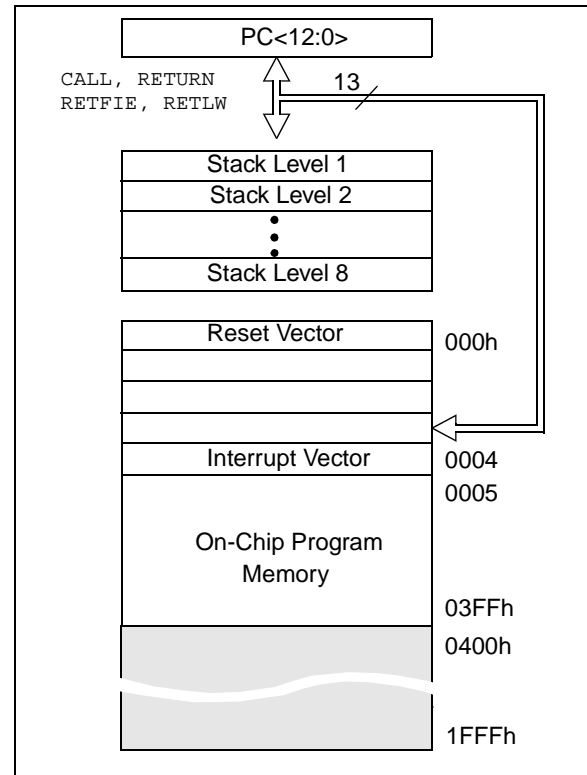 PC<12:0>
CALL, RETURN
RETFIE, RETLW
13
Stack Level 1
Stack Level 2
Stack Level 8
Reset Vector
000h
Interrupt Vector
0004
0005
On-Chip Program
Memory
03FFh
0400h
1FFFh